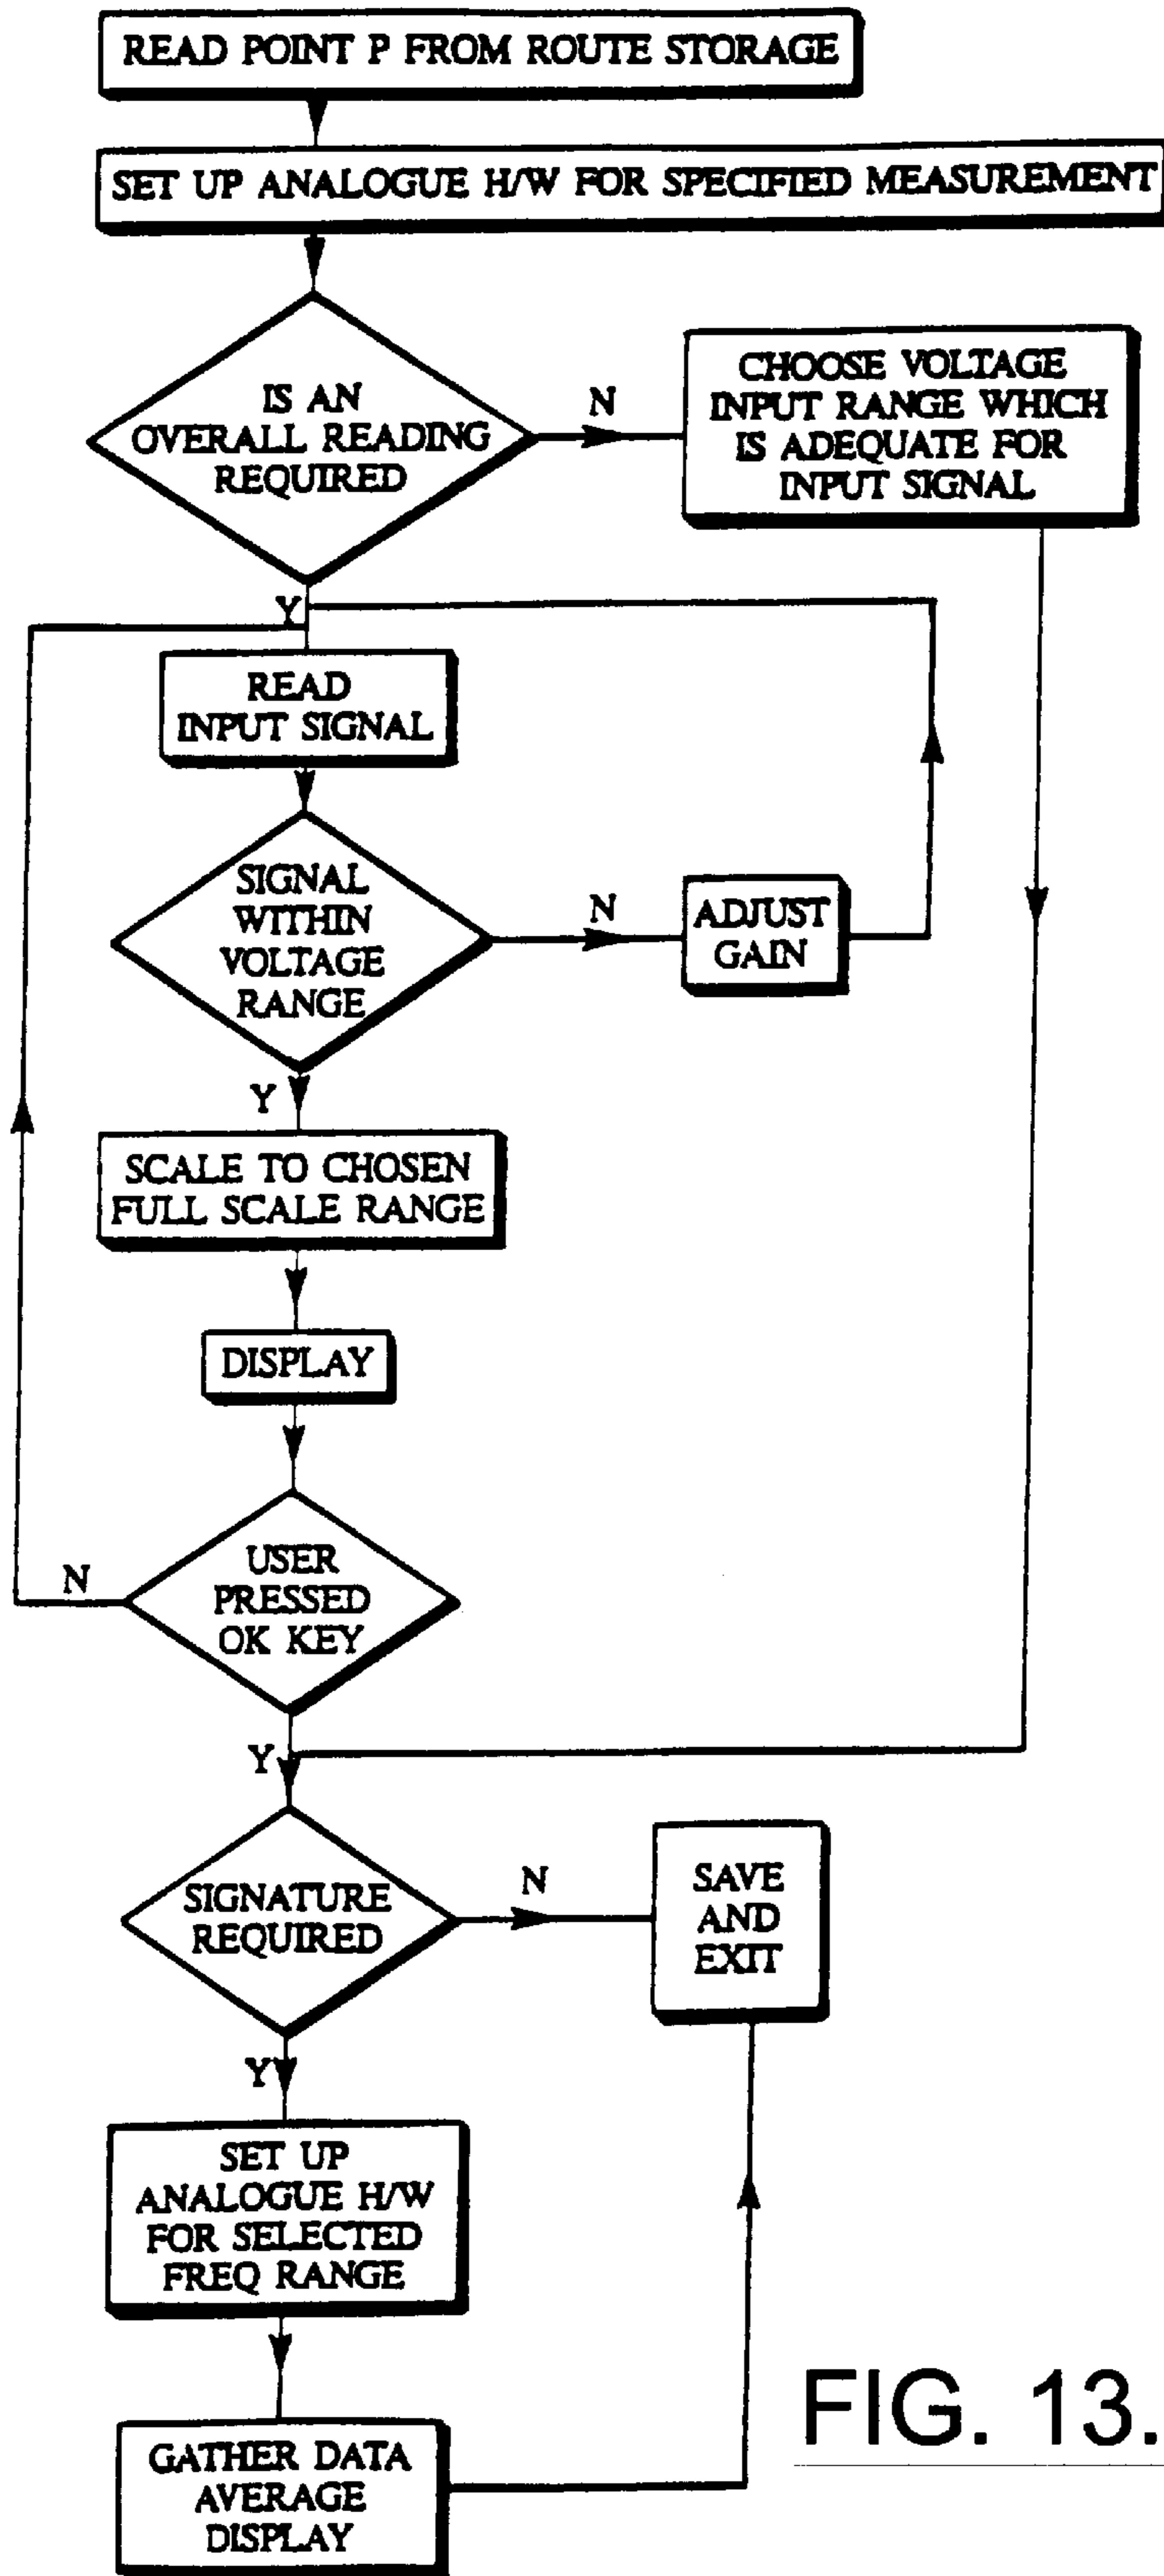 READ POINT P FROM ROUTE STORAGE
SET UP ANALOGUE H/W FOR SPECIFIED MEASUREMENT
IS AN
OVERALL READING
REQUIRED
N
CHOOSE VOLTAGE
INPUT RANGE WHICH
IS ADEQUATE FOR
INPUT SIGNAL
Y
READ
INPUT SIGNAL
SIGNAL
WITHIN
VOLTAGE
RANGE
N
ADJUST
GAIN
Y
SCALE TO CHOSEN
FULL SCALE RANGE
DISPLAY
USER
PRESSED
OK KEY
N
Y
SIGNATURE
REQUIRED
N
SAVE
AND
EXIT
Y
SET UP
ANALOGUE H/W
FOR SELECTED
FREQ RANGE
GATHER DATA
AVERAGE
DISPLAY
FIG. 13.